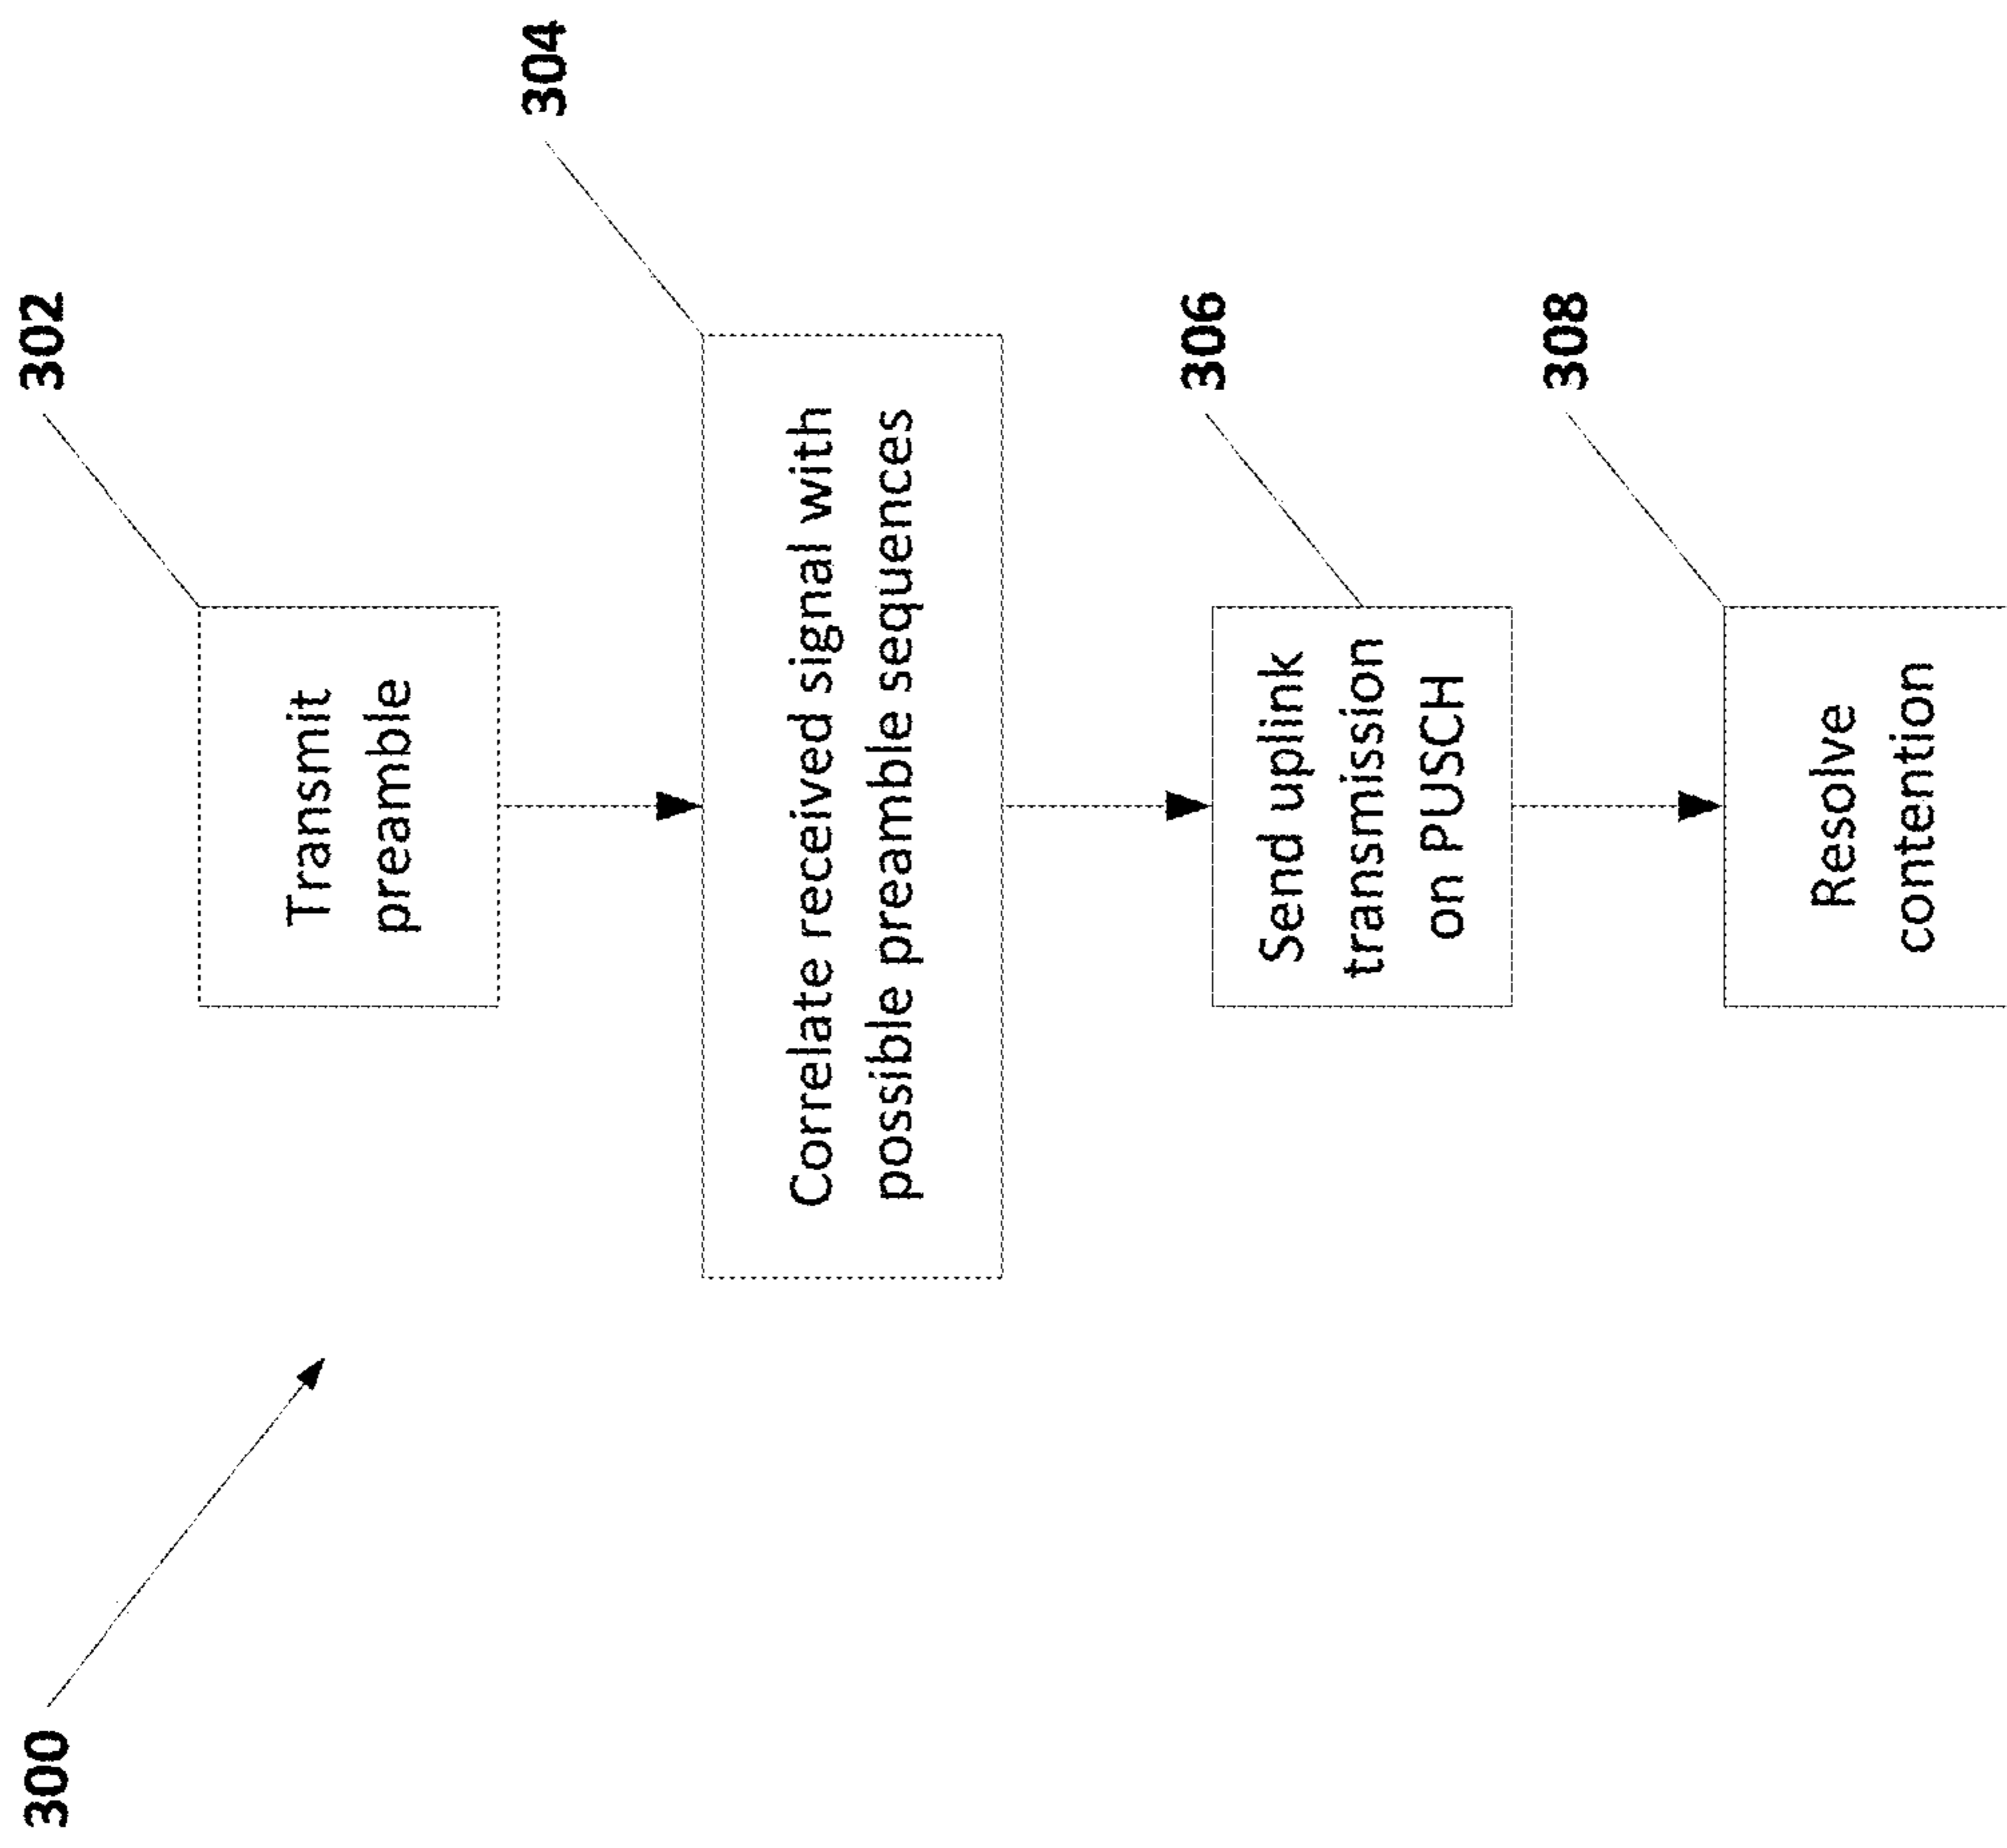 300
302
Transmit
preamble
304
Correlate received signal with
possible preamble sequences
306
Send uplink
transmission
on PUSCH
308
Resolve
contention